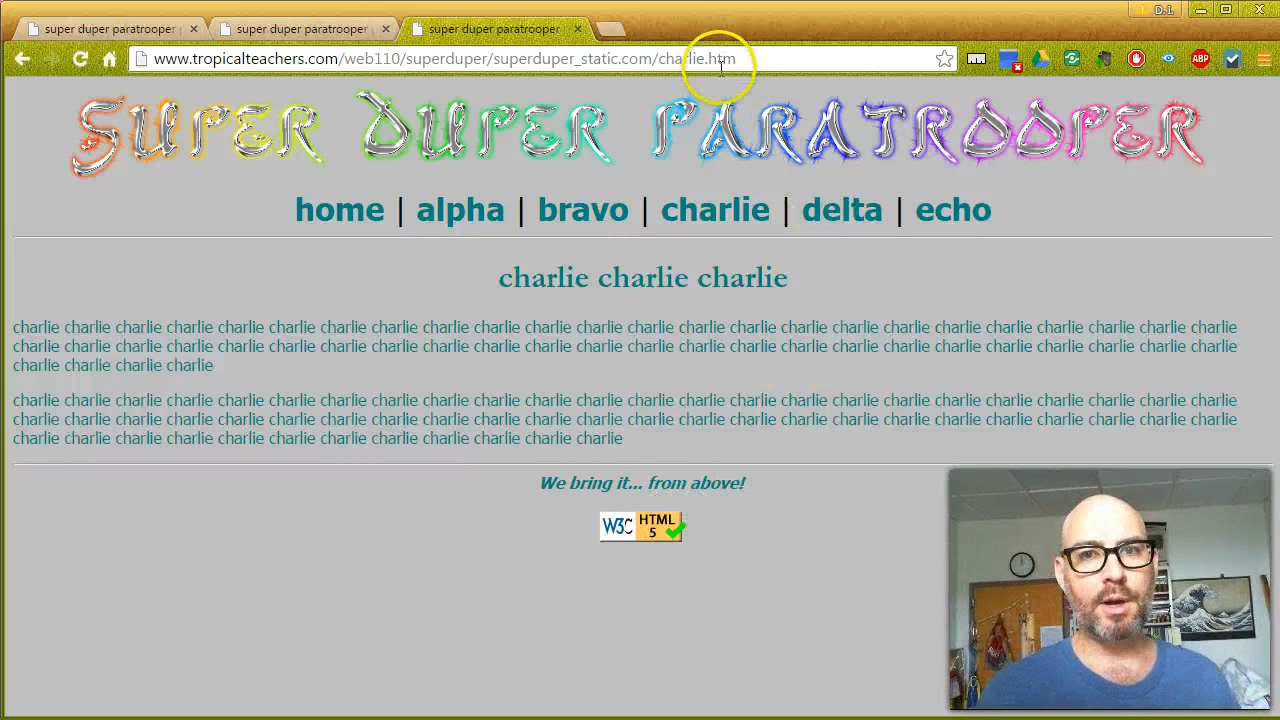 super duper paratrooper
super duper paratrooper
super duper paratrooper
D.L
www.tropicalteachers.com/web110/superduper/superduper_static.com/charlie.htm
ABP
Super Duper Paratrooper
home | alpha | bravo | charlie | delta | echo
charlie charlie charlie
charlie charlie charlie charlie charlie charlie charlie charlie charlie charlie charlie charlie charlie charlie charlie charlie charlie charlie charlie charlie charlie charlie charlie charlie
charlie charlie charlie charlie charlie charlie charlie charlie charlie charlie charlie charlie charlie charlie charlie charlie charlie charlie charlie charlie charlie charlie charlie charlie
charlie charlie charlie charlie
charlie charlie charlie charlie charlie charlie charlie charlie charlie charlie charlie charlie charlie charlie charlie charlie charlie charlie charlie charlie charlie charlie charlie charlie
charlie charlie charlie charlie charlie charlie charlie charlie charlie charlie charlie charlie charlie charlie charlie charlie charlie charlie charlie charlie charlie charlie charlie charlie
charlie charlie charlie charlie charlie charlie charlie charlie charlie charlie charlie charlie
We bring it... from above!
W3C HTML
5